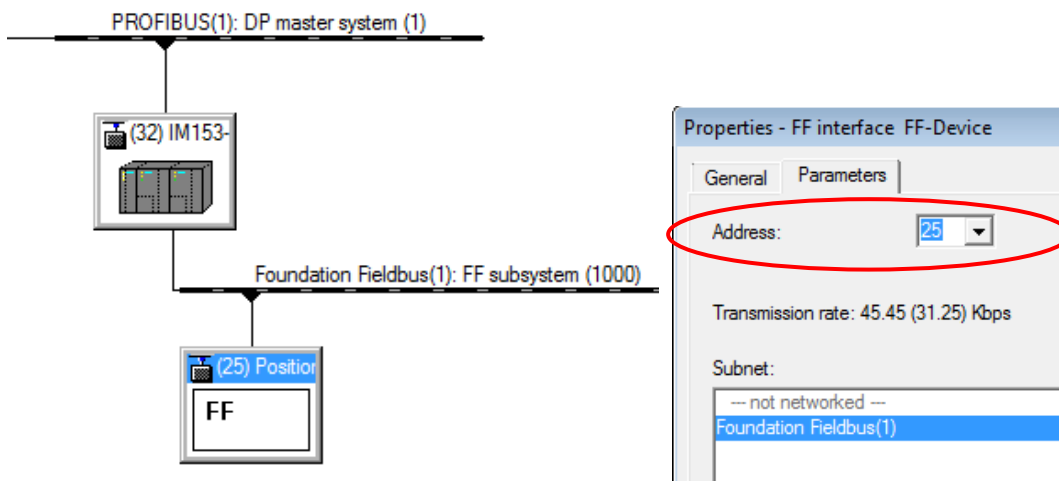 PROFIBUS(1): DP master system (1)
(32) IM153-
Foundation Fieldbus(1): FF subsystem (1000)
(25) Position
FF
Properties - FF interface FF-Device
General Parameters
Address: 25
Transmission rate: 45.45 (31.25) Kbps
Subnet:
--- not networked ---
Foundation Fieldbus(1)